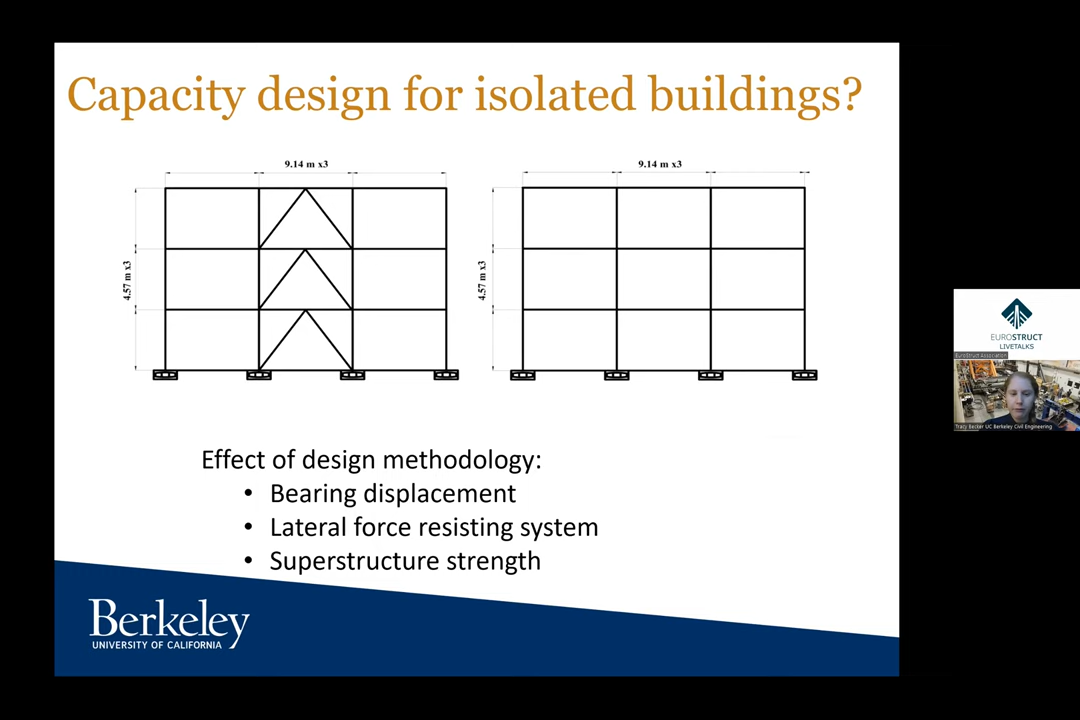 Capacity design for isolated buildings?
9.14 m x3
9.14 m x3
4.57 m x3
4.57 m x3
Effect of design methodology:
• Bearing displacement
• Lateral force resisting system
• Superstructure strength
Berkeley
UNIVERSITY OF CALIFORNIA
EUROSTRUCT
LIVETALKS
EuroStruct Association
Tracy Becker UC Berkeley Civil Engineering